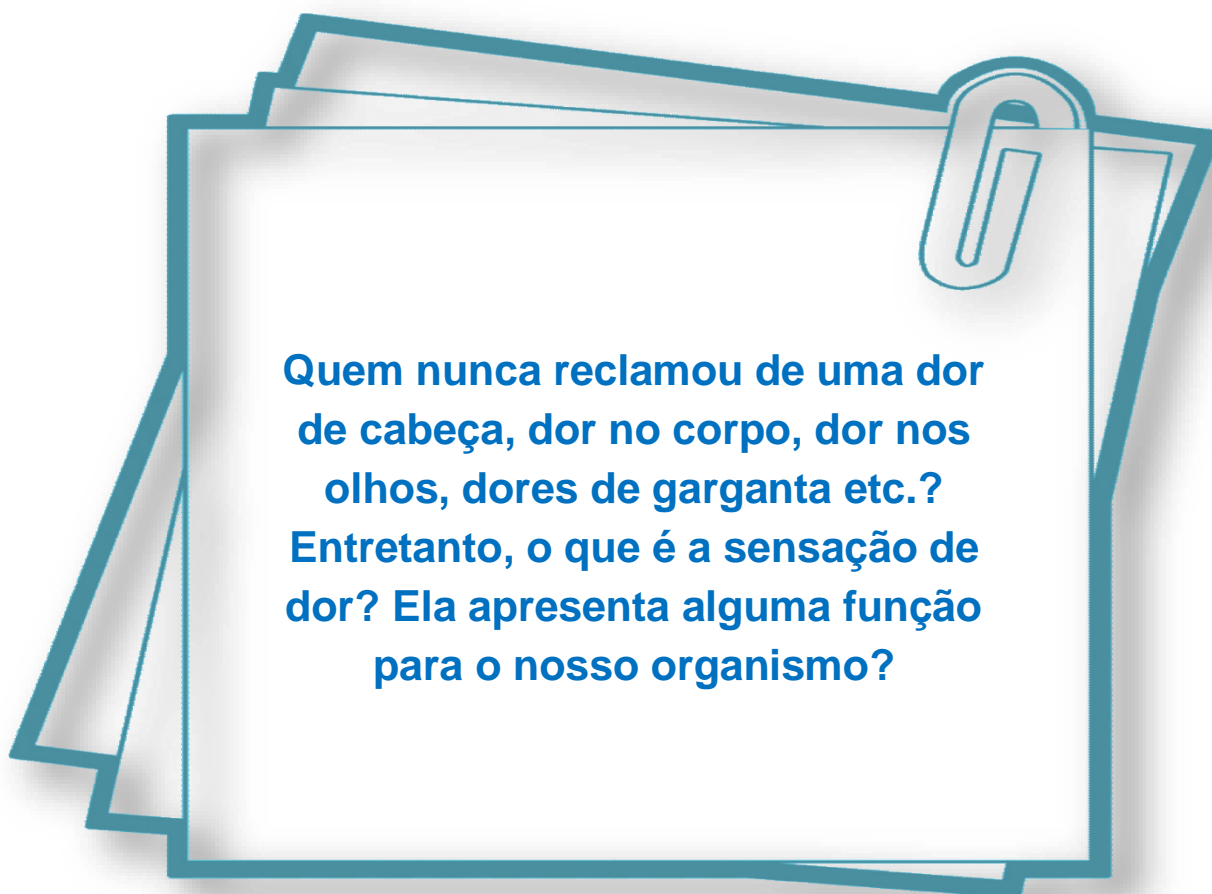 Quem nunca reclamou de uma dor
de cabeça, dor no corpo, dor nos
olhos, dores de garganta etc.?
Entretanto, o que é a sensação de
dor? Ela apresenta alguma função
para o nosso organismo?